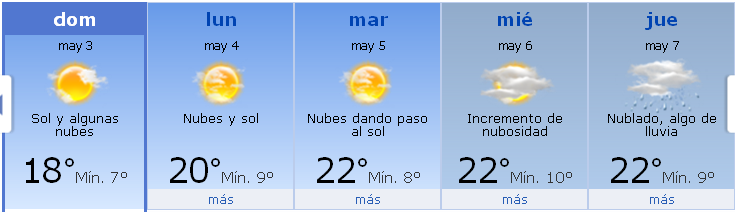 dom
may 3
Sol y algunas
nubes
18° Mín. 7°
lun
may 4
Nubes y sol
20° Mín. 9°
más
mar
may 5
Nubes dando paso
al sol
22° Mín. 8°
más
mié
may 6
Incremento de
nubosidad
22° Mín. 10°
más
jue
may 7
Nublado, algo de
lluvia
22° Mín. 9°
más